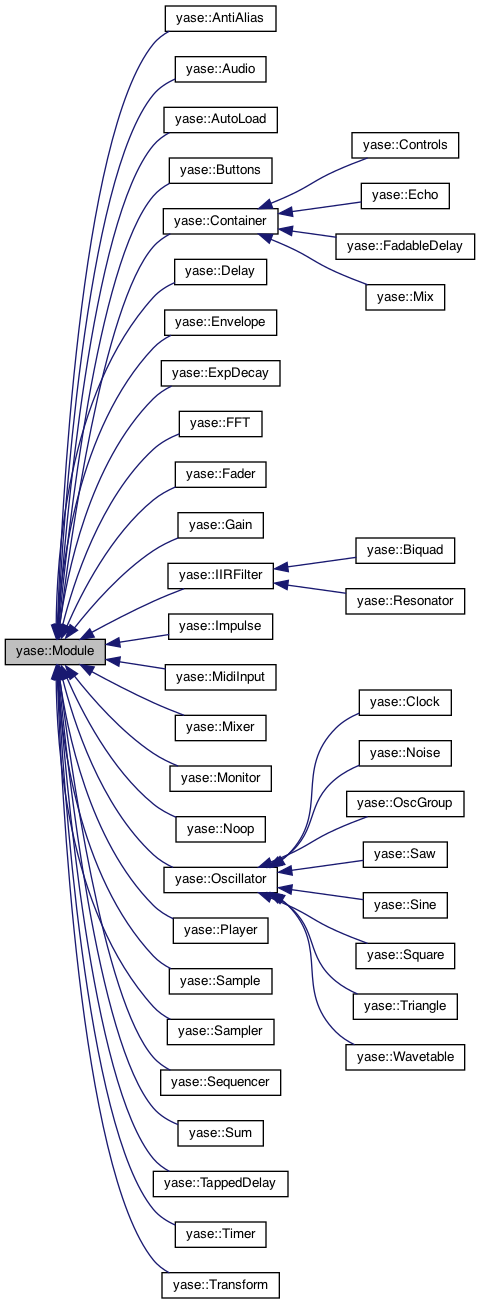 yase::AntiAlias
yase::Audio
yase::AutoLoad
yase::Controls
yase::Buttons
yase::Echo
yase::Container
yase::FadableDelay
yase::Delay
yase::Mix
yase::Envelope
yase::ExpDecay
yase::FFT
yase::Fader
yase::Gain
yase::Biquad
yase::IIRFilter
yase::Resonator
yase::Impulse
yase::Module
yase::MidiInput
yase::Clock
yase::Mixer
yase::Noise
yase::Monitor
yase::OscGroup
yase::Noop
yase::Saw
yase::Oscillator
yase::Sine
yase::Player
yase::Square
yase::Sample
yase::Triangle
yase::Sampler
yase::Wavetable
yase::Sequencer
yase::Sum
yase::TappedDelay
yase::Timer
yase::Transform